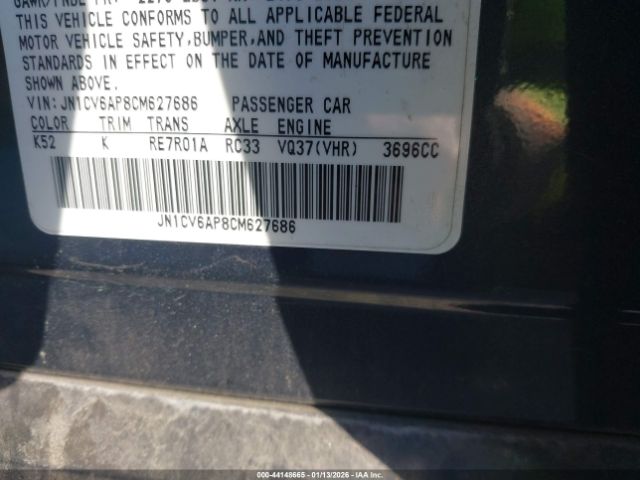 THIS VEHICLE CONFORMS TO ALL APPLICABLE FEDERAL
MOTOR VEHICLE SAFETY,BUMPER,AND THEFT PREVENTION
STANDARDS IN EFFECT ON THE DATE OF MANUFACTURE
SHOWN ABOVE.
VIN:JN1CV6AP8CM627686 PASSENGER CAR
COLOR TRIM TRANS AXLE ENGINE
K52 K RE7R01A RC33 VQ37(VHR) 3696CC
JN1CV6AP8CM627686
000-44148665 | 01/13/2026 | IAA Inc.